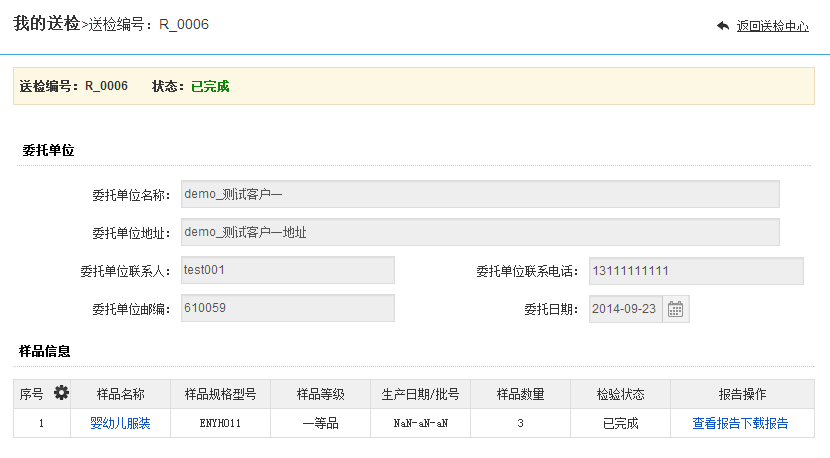 我的送检>送检编号：R_0006 返回送检中心
送检编号：R_0006 状态：已完成
委托单位
委托单位名称： demo_测试客户一
委托单位地址： demo_测试客户一地址
委托单位联系人： test001 委托单位联系电话： 13111111111
委托单位邮编： 610059 委托日期： 2014-09-23
样品信息
序号 样品名称 样品规格型号 样品等级 生产日期/批号 样品数量 检验状态 报告操作
1 婴幼儿服装 ENYH011 一等品 NaN-aN-aN 3 已完成 查看报告下载报告